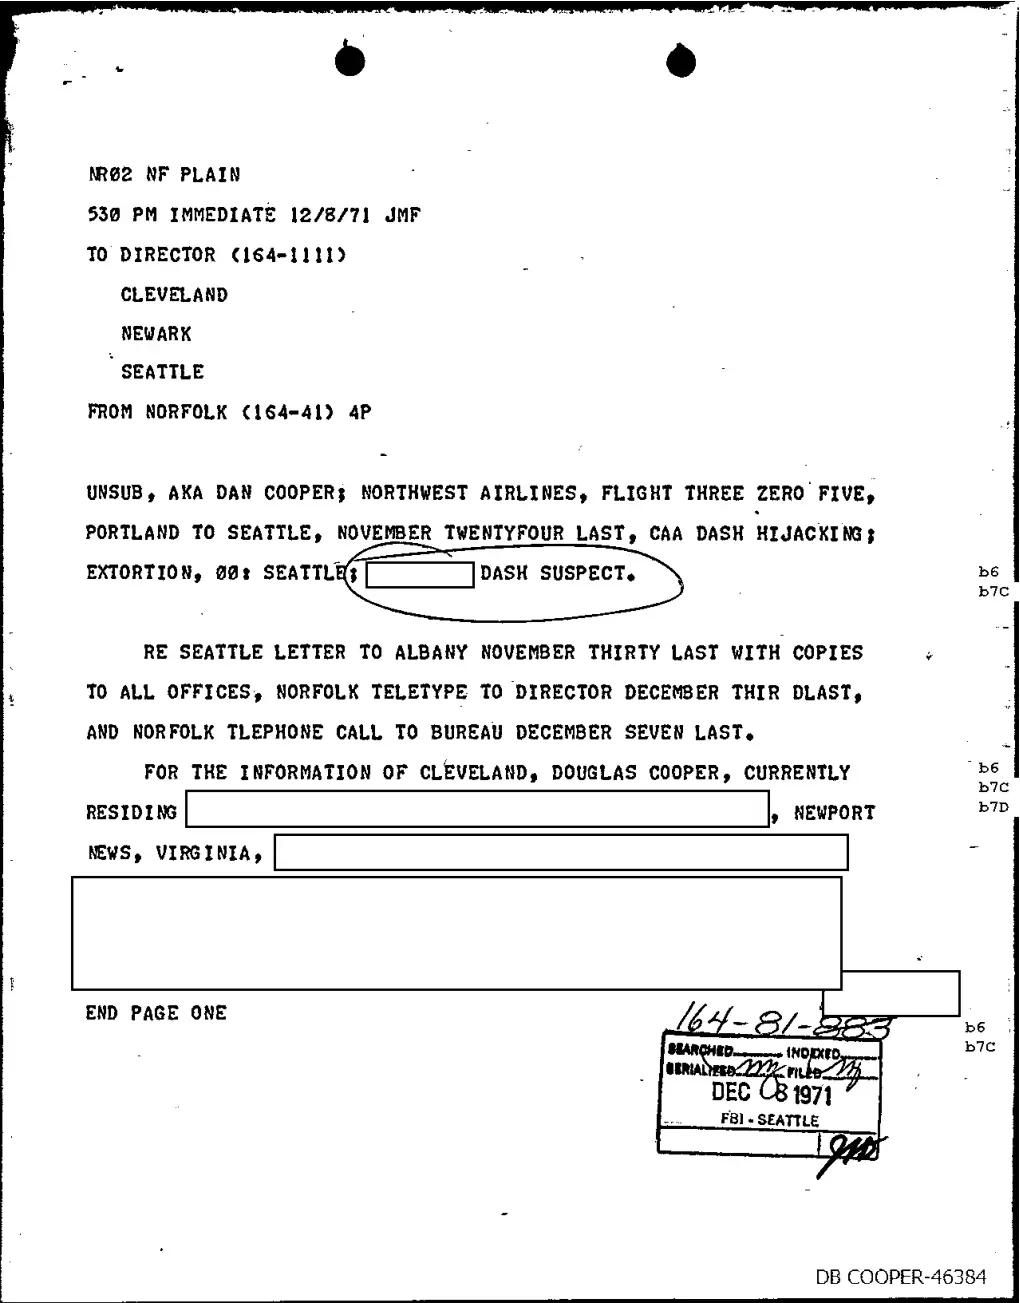 NR02 NF PLAIN
530 PM IMMEDIATE 12/8/71 JMF
TO DIRECTOR (164-1111)
CLEVELAND
NEWARK
SEATTLE
FROM NORFOLK (164-41) 4P
UNSUB, AKA DAN COOPER; NORTHWEST AIRLINES, FLIGHT THREE ZERO FIVE,
PORTLAND TO SEATTLE, NOVEMBER TWENTYFOUR LAST, CAA DASH HIJACKING;
EXTORTION, 00: SEATTLE; DASH SUSPECT.
b6
b7C
RE SEATTLE LETTER TO ALBANY NOVEMBER THIRTY LAST WITH COPIES
TO ALL OFFICES, NORFOLK TELETYPE TO DIRECTOR DECEMBER THIR DLAST,
AND NORFOLK TLEPHONE CALL TO BUREAU DECEMBER SEVEN LAST.
FOR THE INFORMATION OF CLEVELAND, DOUGLAS COOPER, CURRENTLY
b6
b7C
b7D
RESIDING , NEWPORT
NEWS, VIRGINIA,
END PAGE ONE
164-81-883
b6
b7C
SEARCHED INDEXED
SERIALIZED FILED
DEC 08 1971
FBI - SEATTLE
DB COOPER-46384